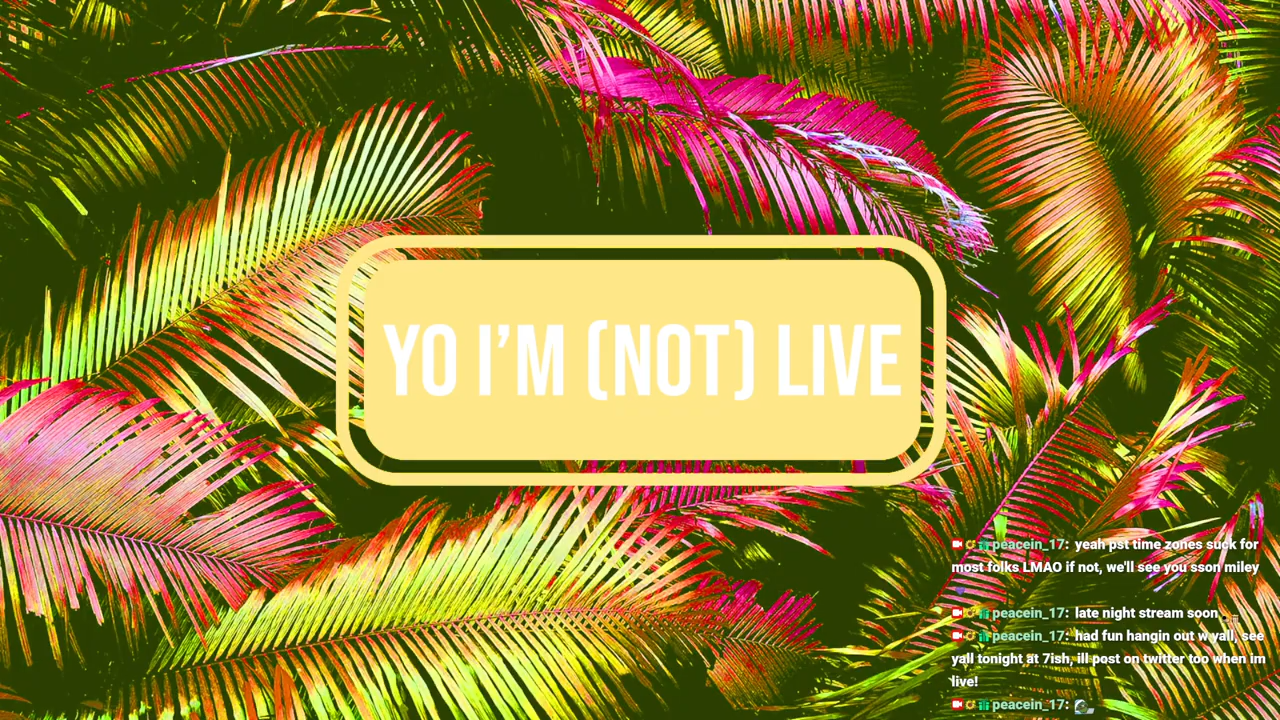 YO I'M (NOT) LIVE
peacein_17: yeah pst time zones suck for
most folks LMAO if not, we'll see you sson miley
peacein_17: late night stream soon
peacein_17: had fun hangin out w yall, see
yall tonight at 7ish, ill post on twitter too when im
live!
peacein_17: